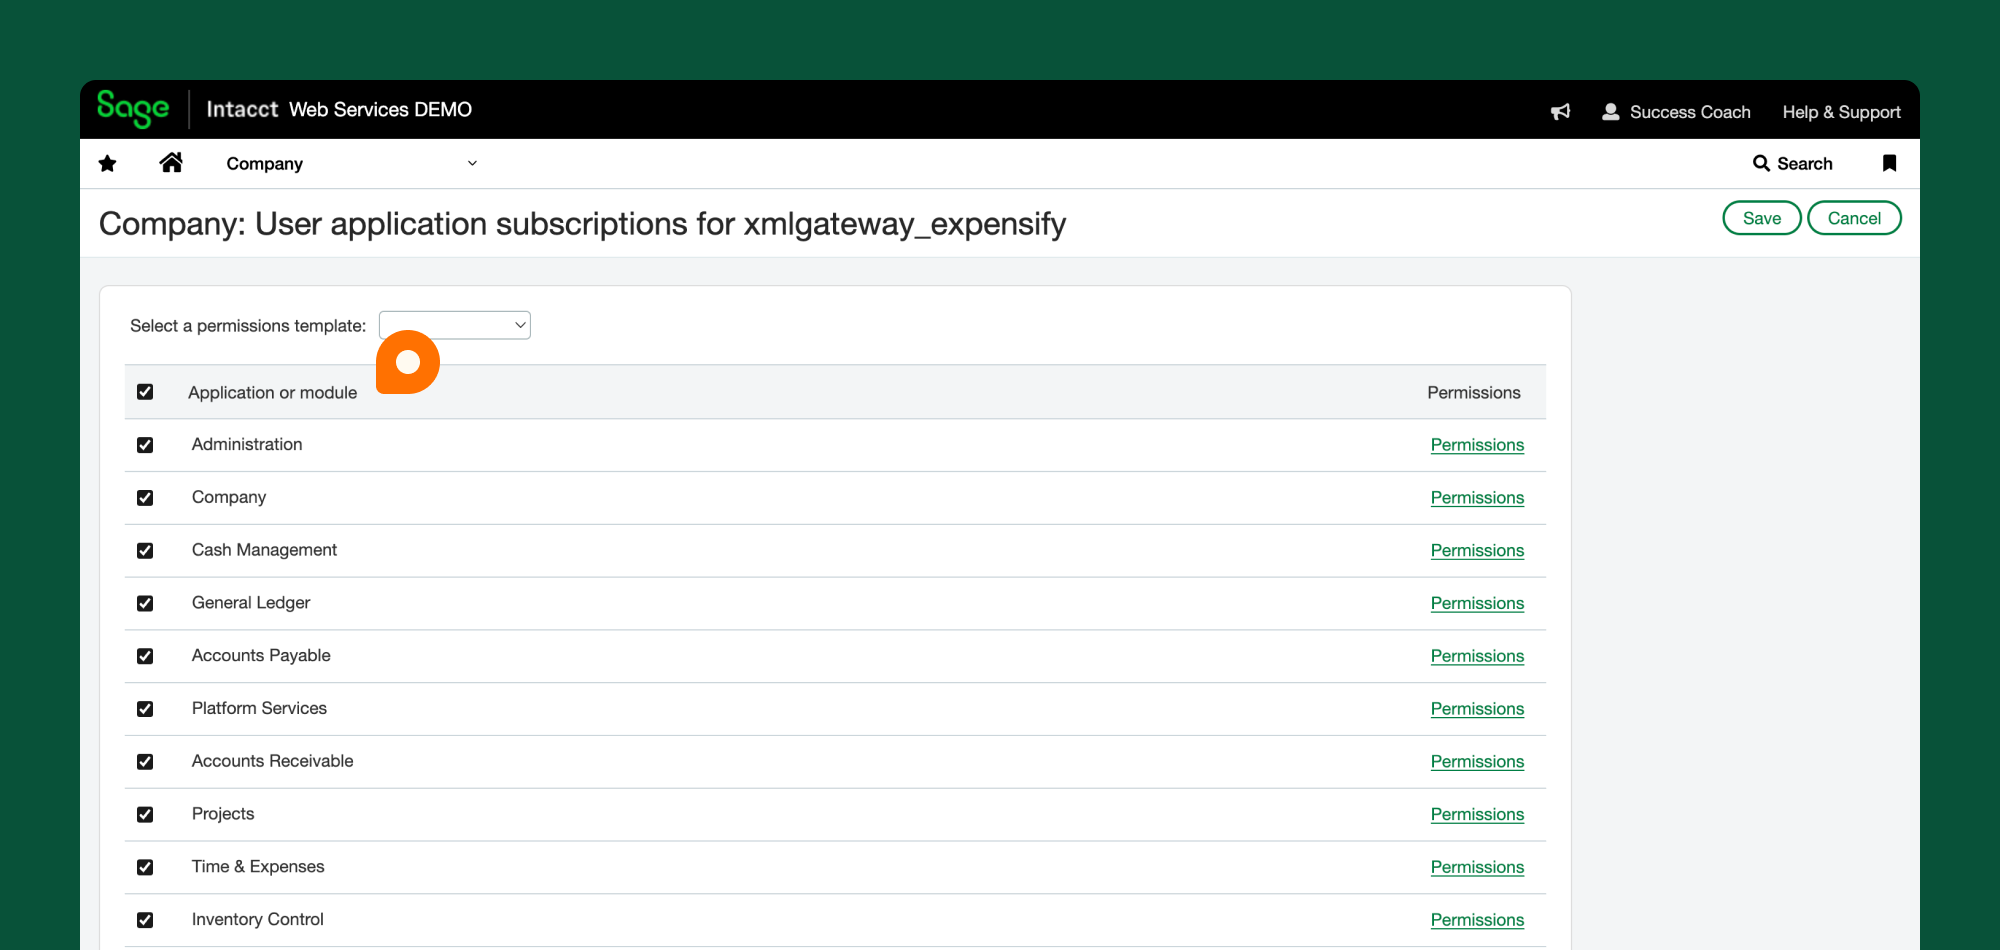 Sage Intacct Web Services DEMO Success Coach Help & Support
Company Search
Company: User application subscriptions for xmlgateway_expensify Save Cancel
Select a permissions template:
Application or module Permissions
Administration Permissions
Company Permissions
Cash Management Permissions
General Ledger Permissions
Accounts Payable Permissions
Platform Services Permissions
Accounts Receivable Permissions
Projects Permissions
Time & Expenses Permissions
Inventory Control Permissions